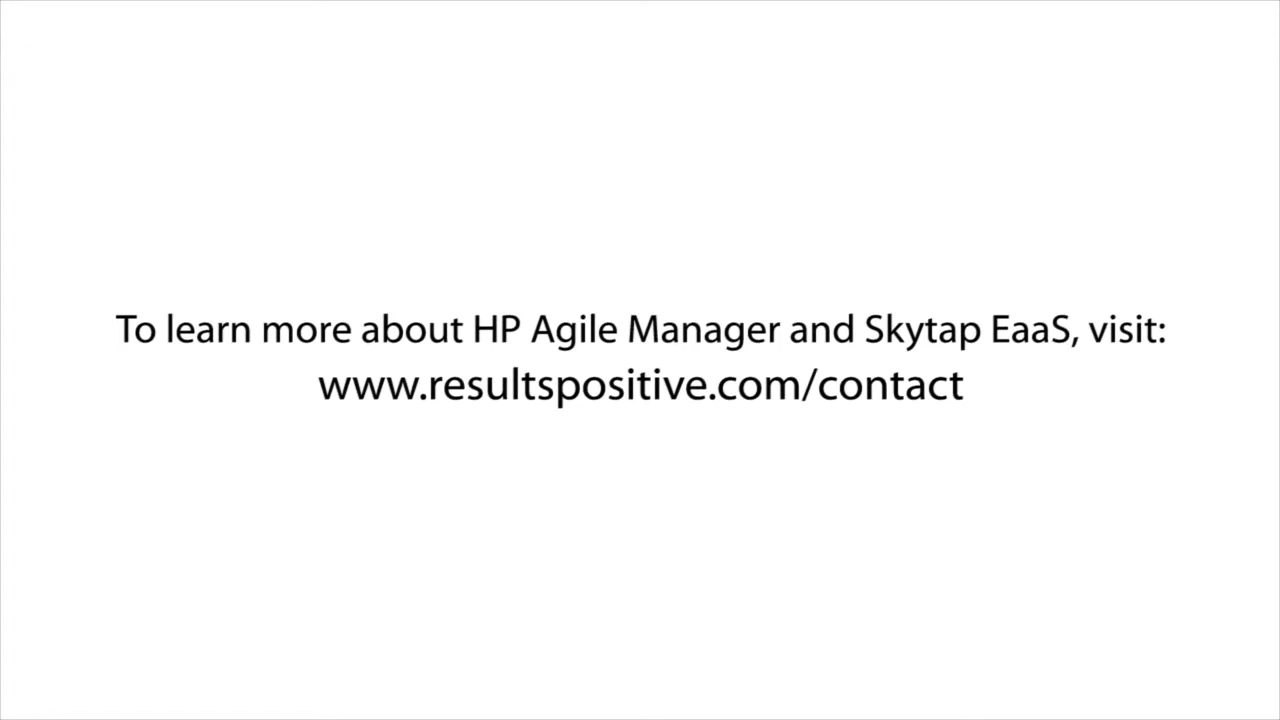 To learn more about HP Agile Manager and Skytap EaaS, visit:
www.resultspositive.com/contact